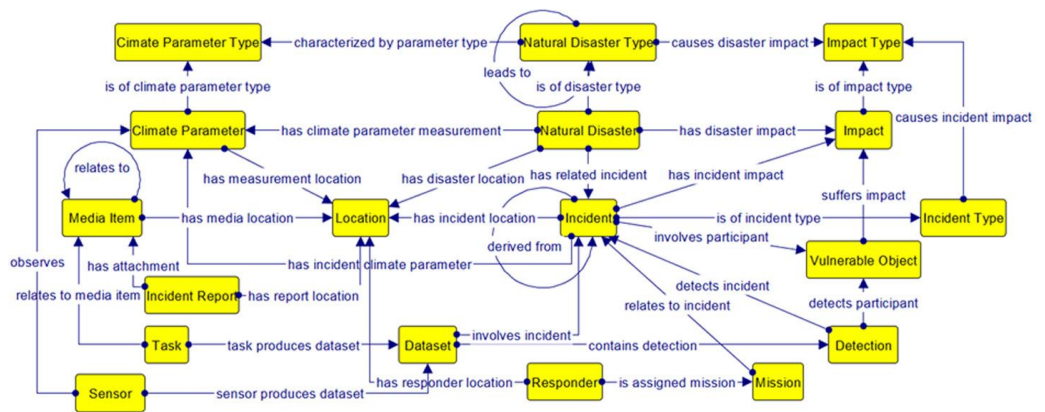 Cimate Parameter Type
characterized by parameter type
Natural Disaster Type
causes disaster impact
Impact Type
leads to
is of climate parameter type
is of disaster type
is of impact type
causes incident impact
Climate Parameter
has climate parameter measurement
Natural Disaster
has disaster impact
Impact
relates to
has measurement location
has disaster location
has related incident
has incident impact
suffers impact
Media Item
has media location
Location
has incident location
Incident
is of incident type
Incident Type
involves participant
derived from
observes
has attachment
has incident climate parameter
Vulnerable Object
relates to media item
Incident Report
has report location
detects incident
relates to incident
detects participant
Task
task produces dataset
Dataset
involves incident
contains detection
Detection
Sensor
sensor produces dataset
has responder location
Responder
is assigned mission
Mission